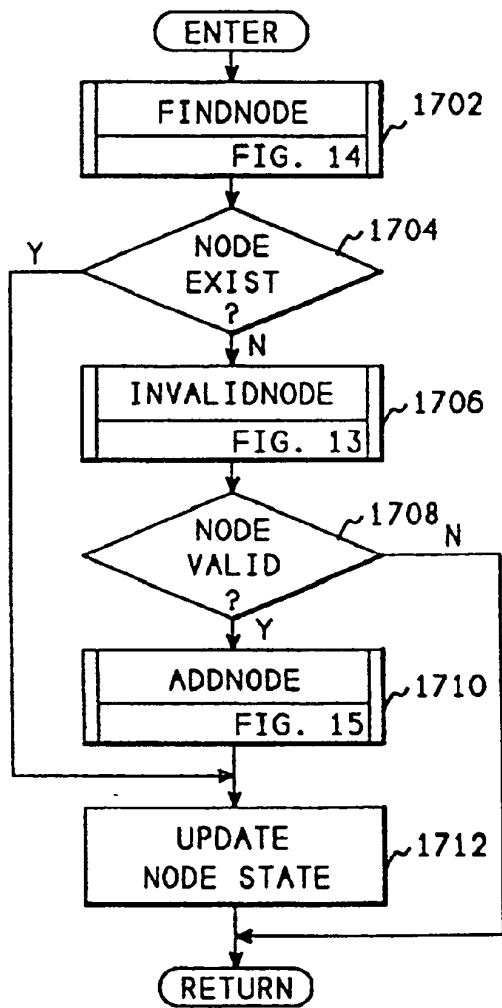 ENTER
FINDNODE
FIG. 14
1702
NODE
EXIST
?
1704
Y
N
INVALIDNODE
FIG. 13
1706
NODE
VALID
?
1708
N
Y
ADDNODE
FIG. 15
1710
UPDATE
NODE STATE
1712
RETURN